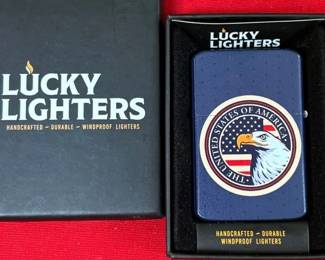 LUCKY
LIGHTERS
HANDCRAFTED – DURABLE – WINDPROOF LIGHTERS
LUCKY
LIGHTERS
THE UNITED STATES OF AMERICA
HANDCRAFTED – DURABLE
WINDPROOF LIGHTERS